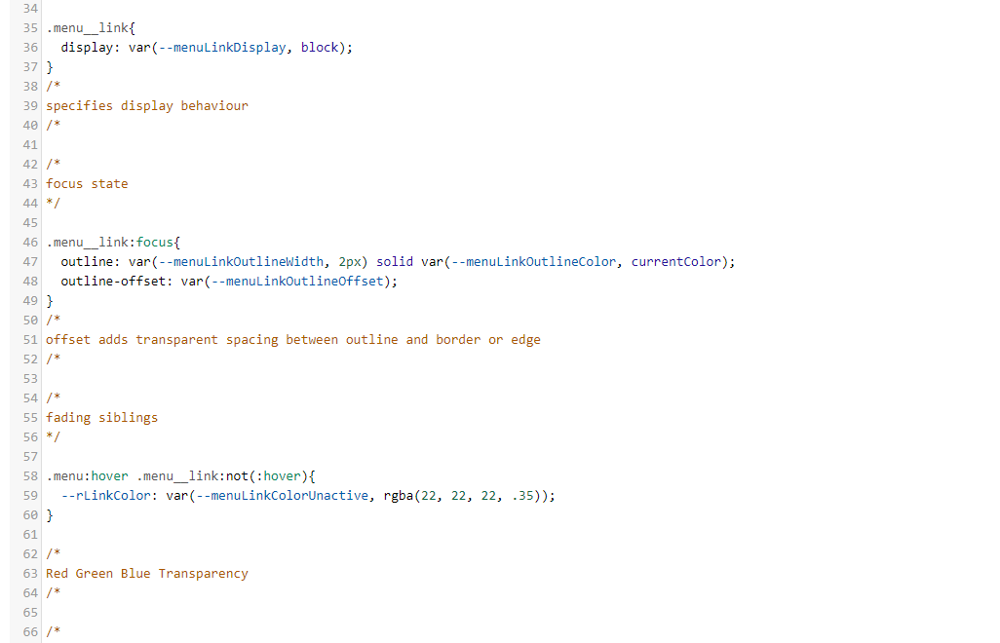 34
35 .menu__link{
36 display: var(--menuLinkDisplay, block);
37 }
38 /*
39 specifies display behaviour
40 /*
41
42 /*
43 focus state
44 */
45
46 .menu__link:focus{
47 outline: var(--menuLinkOutlineWidth, 2px) solid var(--menuLinkOutlineColor, currentColor);
48 outline-offset: var(--menuLinkOutlineOffset);
49 }
50 /*
51 offset adds transparent spacing between outline and border or edge
52 /*
53
54 /*
55 fading siblings
56 */
57
58 .menu:hover .menu__link:not(:hover){
59 --rLinkColor: var(--menuLinkColorUnactive, rgba(22, 22, 22, .35));
60 }
61
62 /*
63 Red Green Blue Transparency
64 /*
65
66 /*